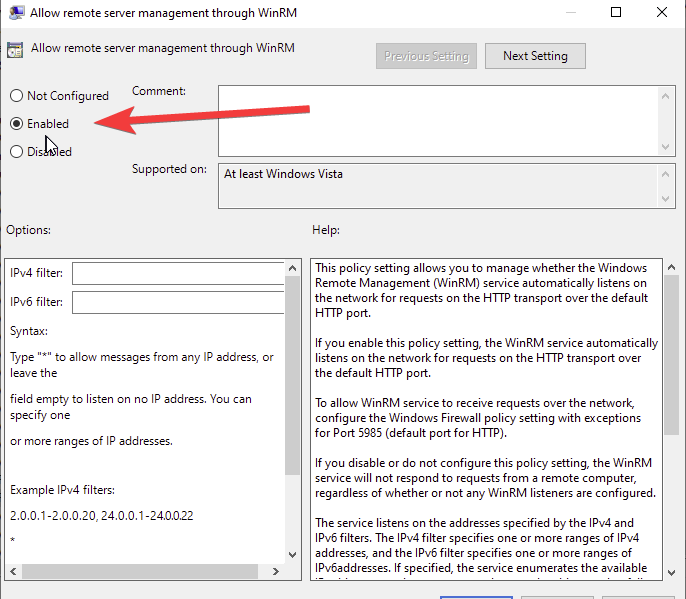 Allow remote server management through WinRM
Allow remote server management through WinRM
Previous Setting
Next Setting
Not Configured
Enabled
Disabled
Comment:
Supported on:
At least Windows Vista
Options:
Help:
IPv4 filter:
IPv6 filter:
Syntax:
Type "*" to allow messages from any IP address, or
leave the
field empty to listen on no IP address. You can
specify one
or more ranges of IP addresses.
Example IPv4 filters:
2.0.0.1-2.0.0.20, 24.0.0.1-24.0.0.22
*
This policy setting allows you to manage whether the Windows
Remote Management (WinRM) service automatically listens
on the network for requests on the HTTP transport over the default
HTTP port.
If you enable this policy setting, the WinRM service automatically
listens on the network for requests on the HTTP transport over
the default HTTP port.
To allow WinRM service to receive requests over the network,
configure the Windows Firewall policy setting with exceptions
for Port 5985 (default port for HTTP).
If you disable or do not configure this policy setting, the WinRM
service will not respond to requests from a remote computer,
regardless of whether or not any WinRM listeners are configured.
The service listens on the addresses specified by the IPv4 and
IPv6 filters. The IPv4 filter specifies one or more ranges of IPv4
addresses, and the IPv6 filter specifies one or more ranges of
IPv6addresses. If specified, the service enumerates the available